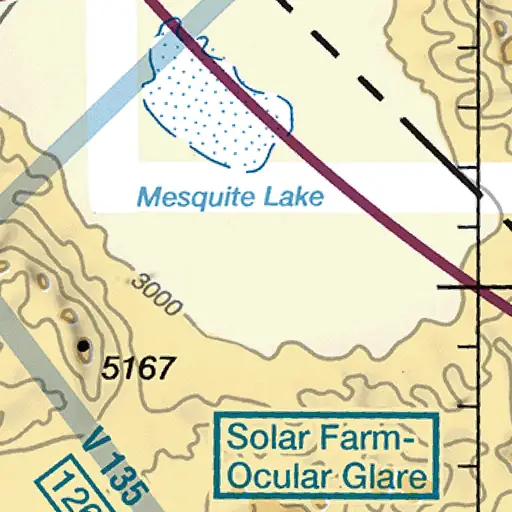 Mesquite Lake
3000
5167
Solar Farm-
Ocular Glare
V 135